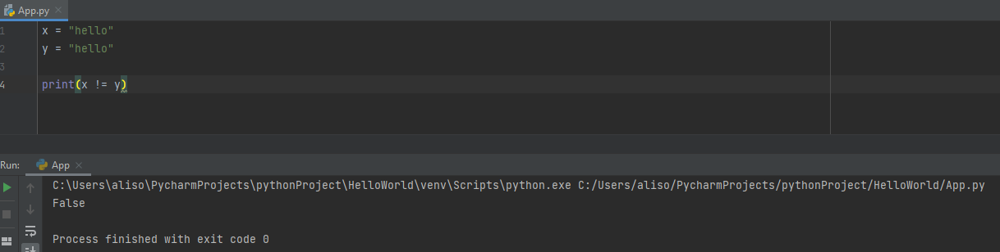 App.py
1 x = "hello"
2 y = "hello"
3
4 print(x != y)
Run: App
C:\Users\aliso\PycharmProjects\pythonProject\HelloWorld\venv\Scripts\python.exe C:/Users/aliso/PycharmProjects/pythonProject/HelloWorld/App.py
False
Process finished with exit code 0